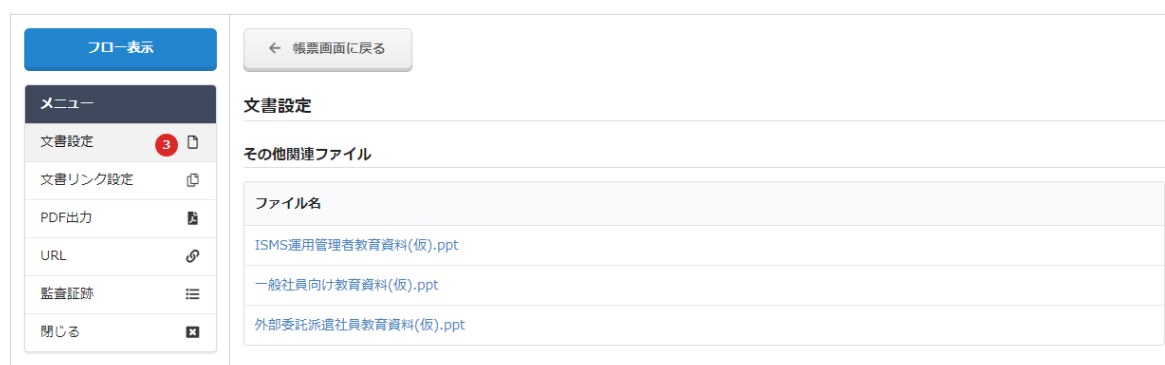 フロー表示
メニュー
文書設定 3
文書リンク設定
PDF出力
URL
監査証跡
閉じる
← 帳票画面に戻る
文書設定
その他関連ファイル
ファイル名
ISMS運用管理者教育資料(仮).ppt
一般社員向け教育資料(仮).ppt
外部委託派遣社員教育資料(仮).ppt